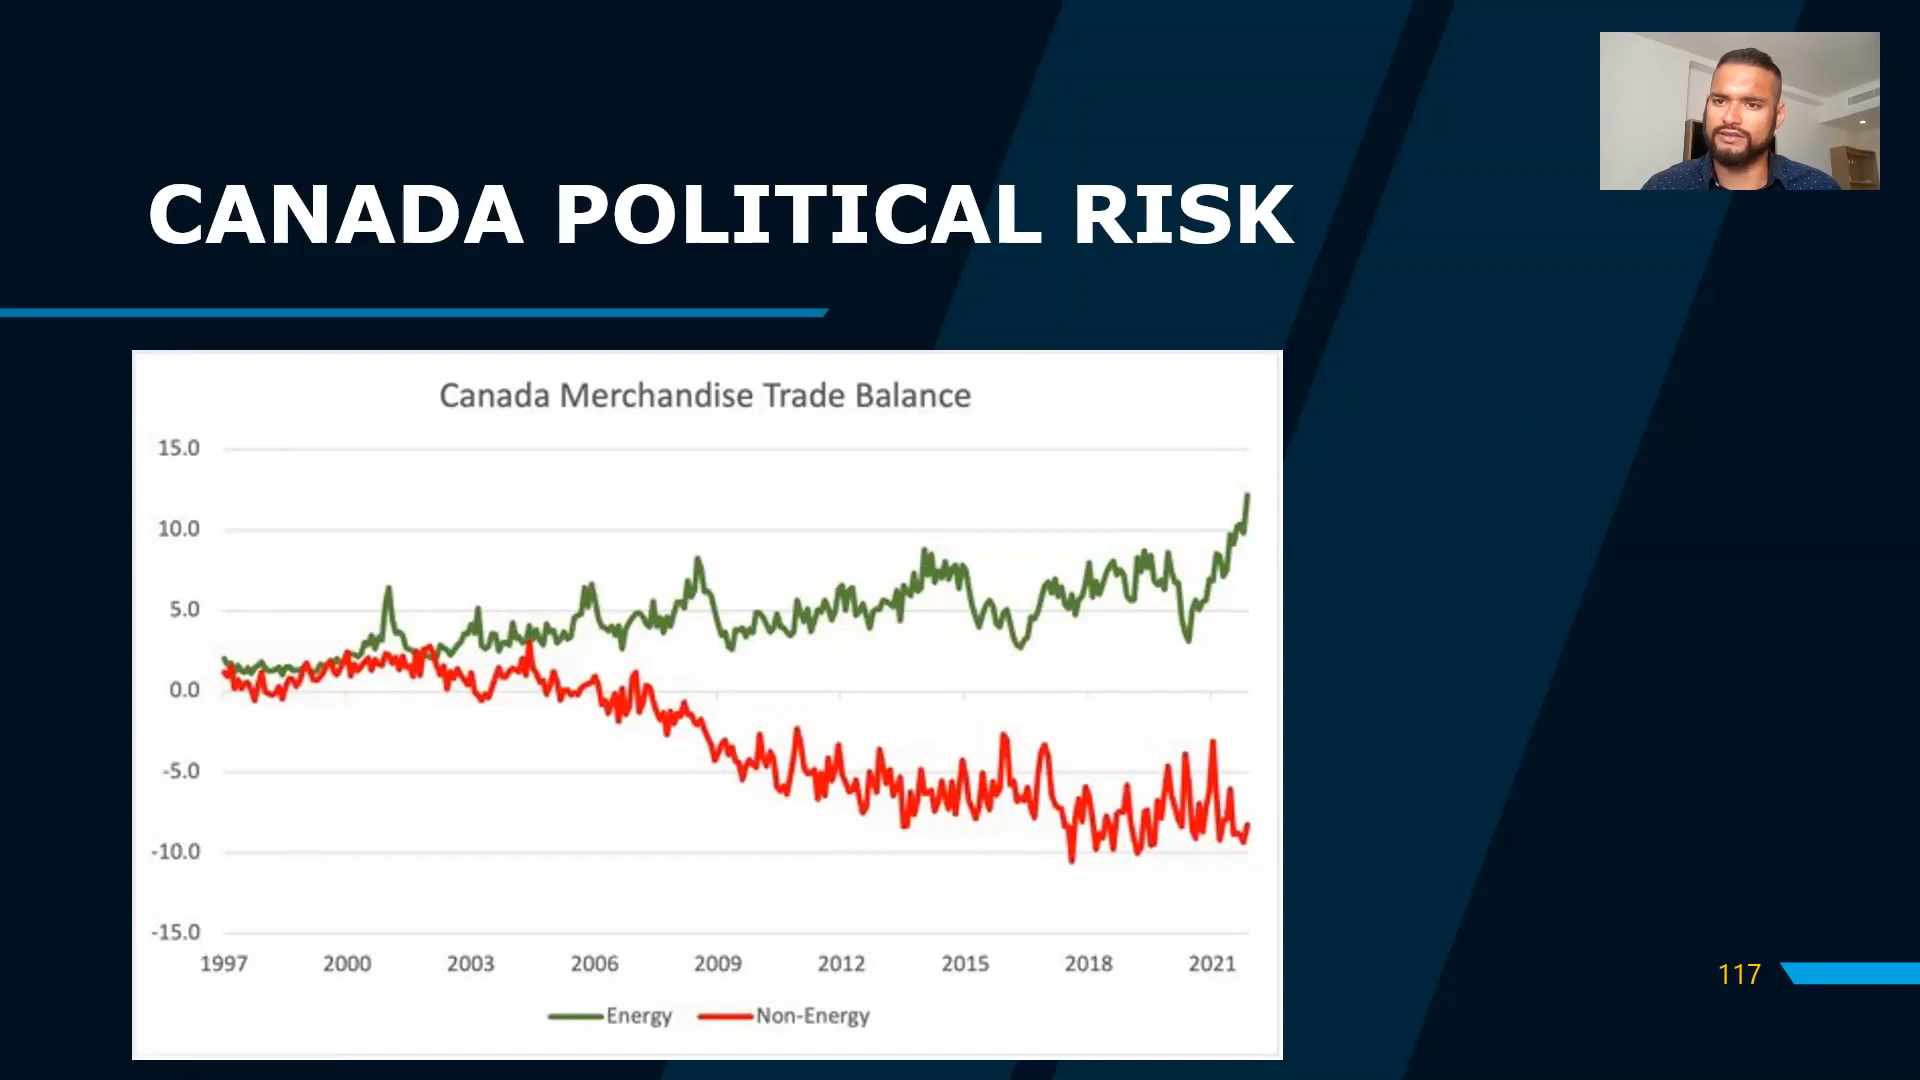 CANADA POLITICAL RISK
Canada Merchandise Trade Balance
15.0
10.0
5.0
0.0
-5.0
-10.0
-15.0
1997 2000 2003 2006 2009 2012 2015 2018 2021
Energy Non-Energy
117